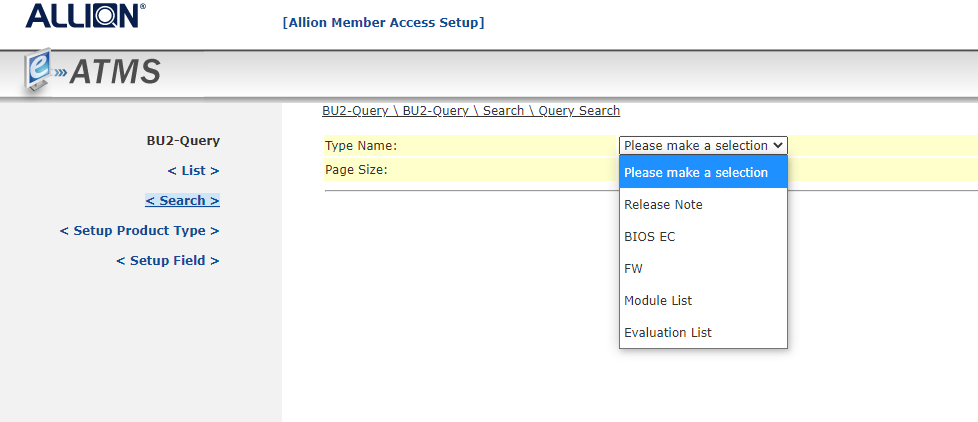 ALLION®
[Allion Member Access Setup]
e»»ATMS
BU2-Query \ BU2-Query \ Search \ Query Search
BU2-Query
< List >
< Search >
< Setup Product Type >
< Setup Field >
Type Name:
Please make a selection
Page Size:
Please make a selection
Release Note
BIOS EC
FW
Module List
Evaluation List